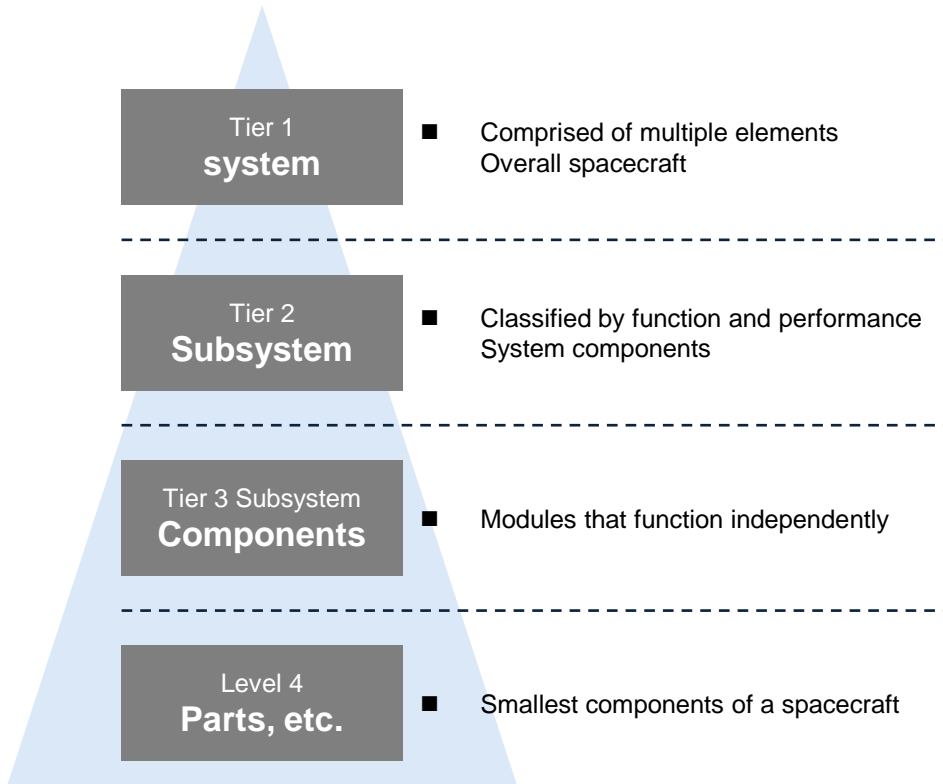 Tier 1
system
■ Comprised of multiple elements
Overall spacecraft
Tier 2
Subsystem
■ Classified by function and performance
System components
Tier 3 Subsystem
Components
■ Modules that function independently
Level 4
Parts, etc.
■ Smallest components of a spacecraft